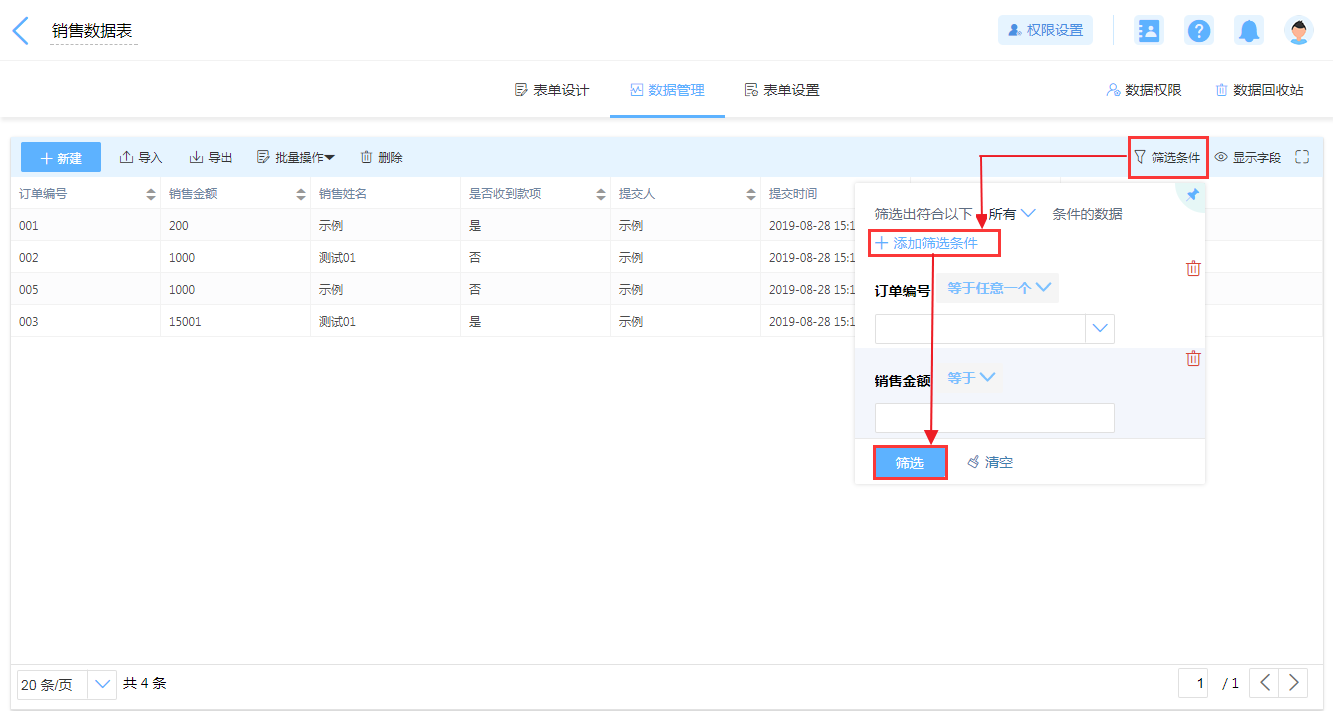 销售数据表
权限设置
表单设计 数据管理 表单设置 数据权限 数据回收站
新建 导入 导出 批量操作 删除 筛选条件 显示字段
订单编号 销售金额 销售姓名 是否收到款项 提交人 提交时间
001 200 示例 是 示例 2019-08-28 15:1
002 1000 测试01 否 示例 2019-08-28 15:1
005 1000 示例 否 示例 2019-08-28 15:1
003 15001 测试01 是 示例 2019-08-28 15:1
筛选出符合以下 所有 条件的数据
添加筛选条件
订单编号 等于任意一个
销售金额 等于
筛选 清空
20 条/页 共 4 条 1 / 1